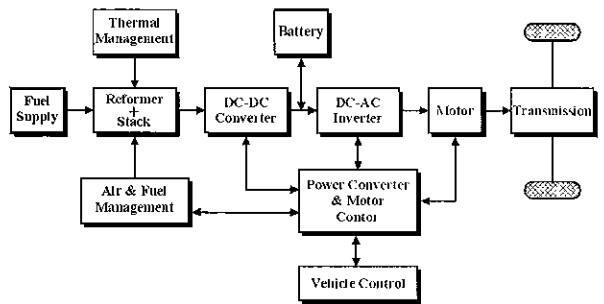 Thermal
Management
Battery
Fuel
Supply
Reformer
+
Stack
DC-DC
Converter
DC-AC
Inverter
Motor
Transmission
Air & Fuel
Management
Power Converter
& Motor
Contor
Vehicle Control